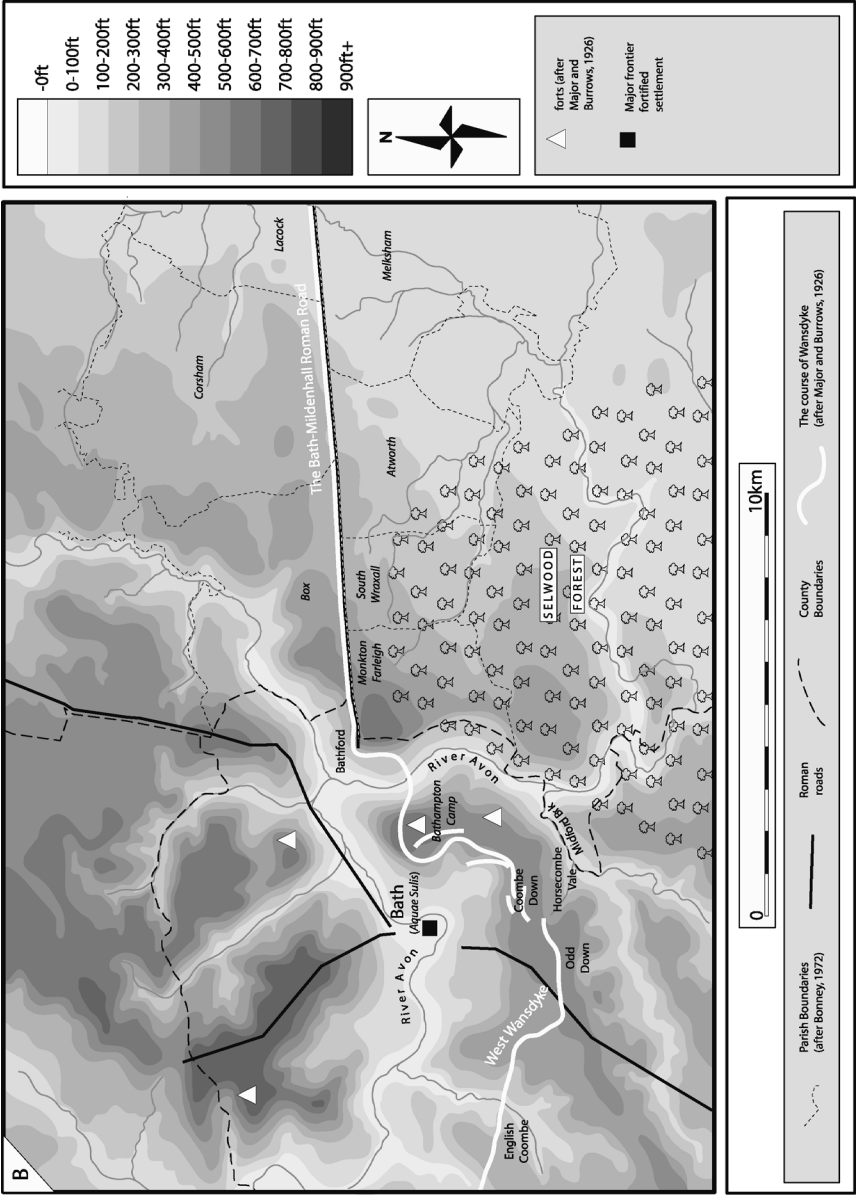 B
Lacock
Corsham
Melksham
The Bath-Mildenhall Roman Road
Atworth
Box
South
Wraxall
Monkton
Farleigh
SELWOOD
FOREST
Bathford
River Avon
Bathampton
Camp
Midford Brk
Bath
(Aquae Sulis)
River Avon
Coombe
Down
Horsecombe
Vale
Odd
Down
West Wansdyke
English
Coombe
-0ft
0-100ft
100-200ft
200-300ft
300-400ft
400-500ft
500-600ft
600-700ft
700-800ft
800-900ft
900ft+
N
forts (after
Major and
Burrows, 1926)
Major frontier
fortified
settlement
0
10km
Parish Boundaries
(after Bonney, 1972)
Roman
roads
County
Boundaries
The course of Wansdyke
(after Major and Burrows, 1926)